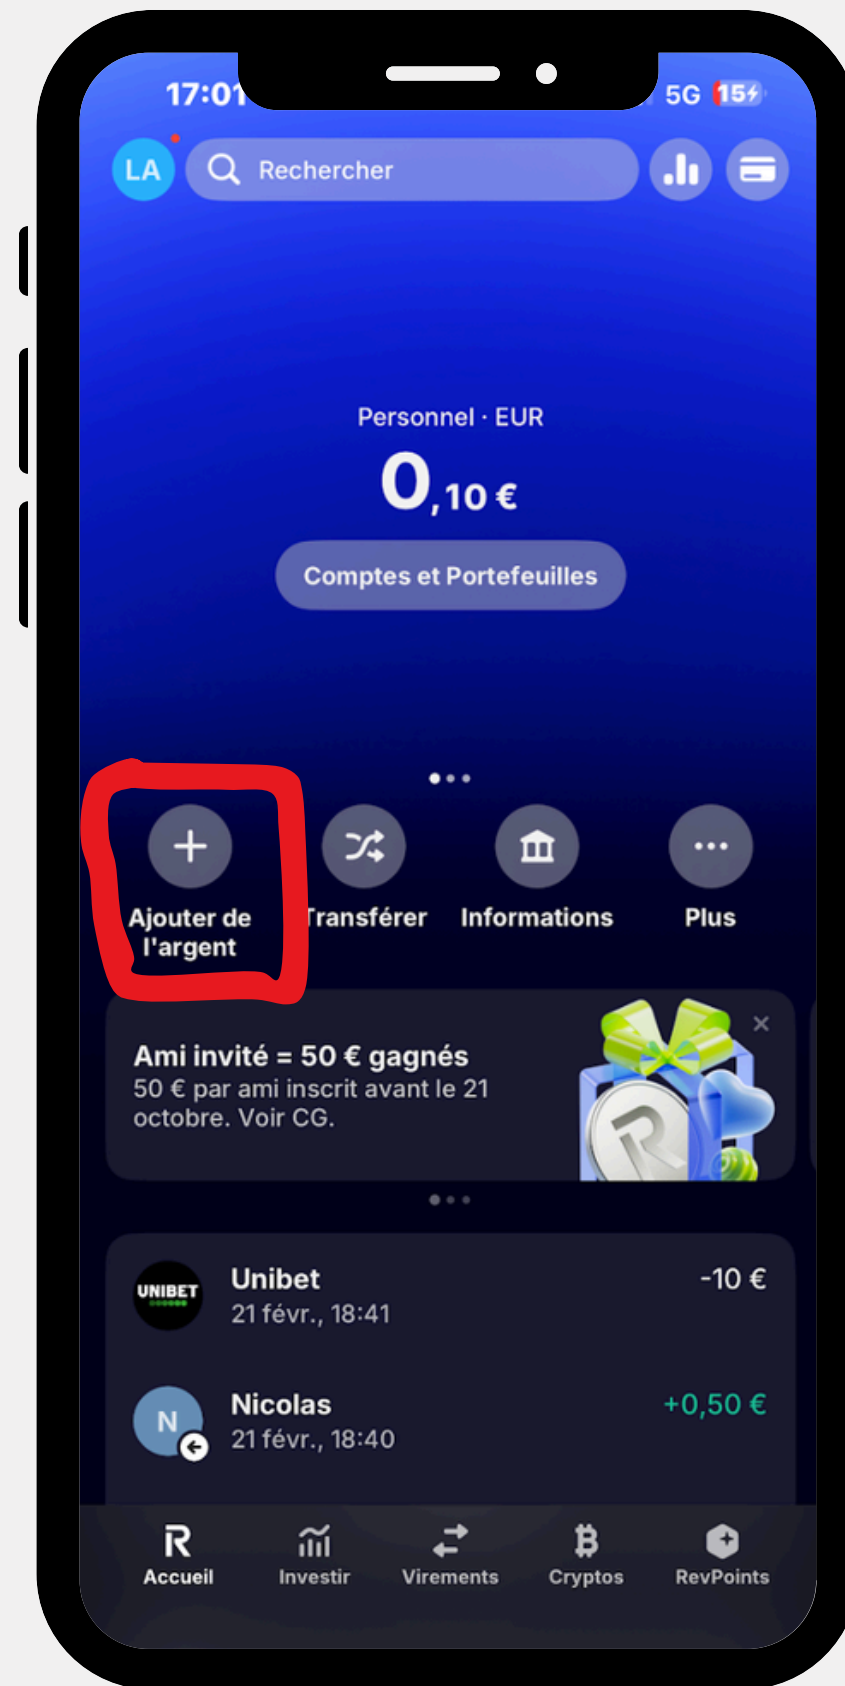 17:01
5G 15
LA
Rechercher
Personnel · EUR
0,10 €
Comptes et Portefeuilles
Ajouter de
l'argent
Transférer
Informations
Plus
Ami invité = 50 € gagnés
50 € par ami inscrit avant le 21
octobre. Voir CG.
UNIBET
Unibet
-10 €
21 févr., 18:41
N
Nicolas
+0,50 €
21 févr., 18:40
Accueil
Investir
Virements
Cryptos
RevPoints